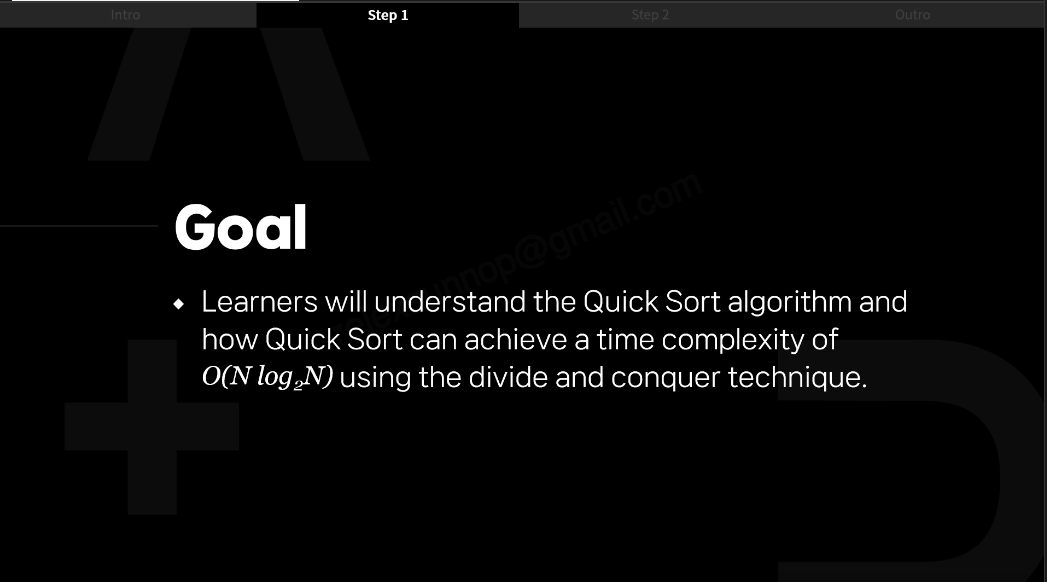 Intro
Step 1
Step 2
Outro
Goal
Learners will understand the Quick Sort algorithm and
how Quick Sort can achieve a time complexity of
O(N log₂N) using the divide and conquer technique.